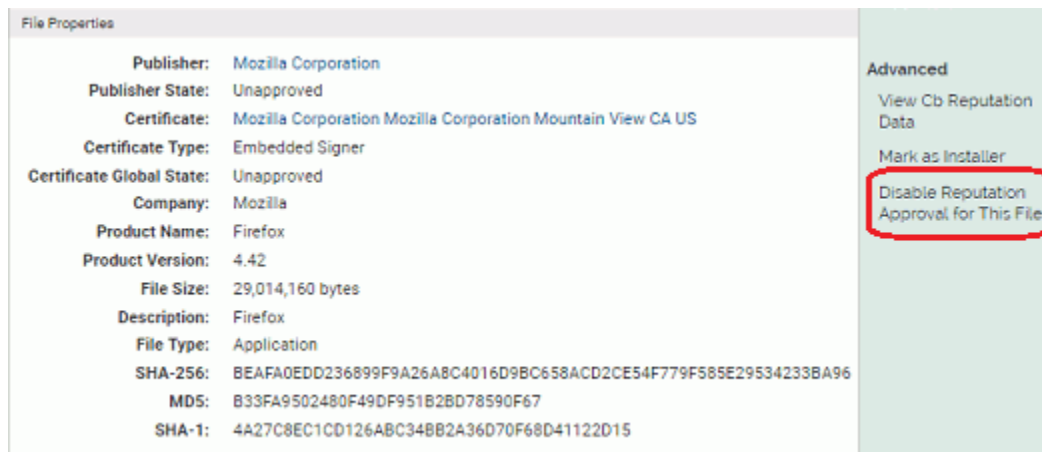 File Properties
Publisher: Mozilla Corporation
Publisher State: Unapproved
Certificate: Mozilla Corporation Mozilla Corporation Mountain View CA US
Certificate Type: Embedded Signer
Certificate Global State: Unapproved
Company: Mozilla
Product Name: Firefox
Product Version: 4.42
File Size: 29,014,160 bytes
Description: Firefox
File Type: Application
SHA-256: BEAFA0EDD236899F9A26A8C4016D9BC658ACD2CE54F779F585E29534233BA96
MD5: B33FA9502480F49DF951B2BD78590F67
SHA-1: 4A27C8EC1CD126ABC34BB2A36D70F68D41122D15
Advanced
View Cb Reputation
Data
Mark as Installer
Disable Reputation
Approval for This File